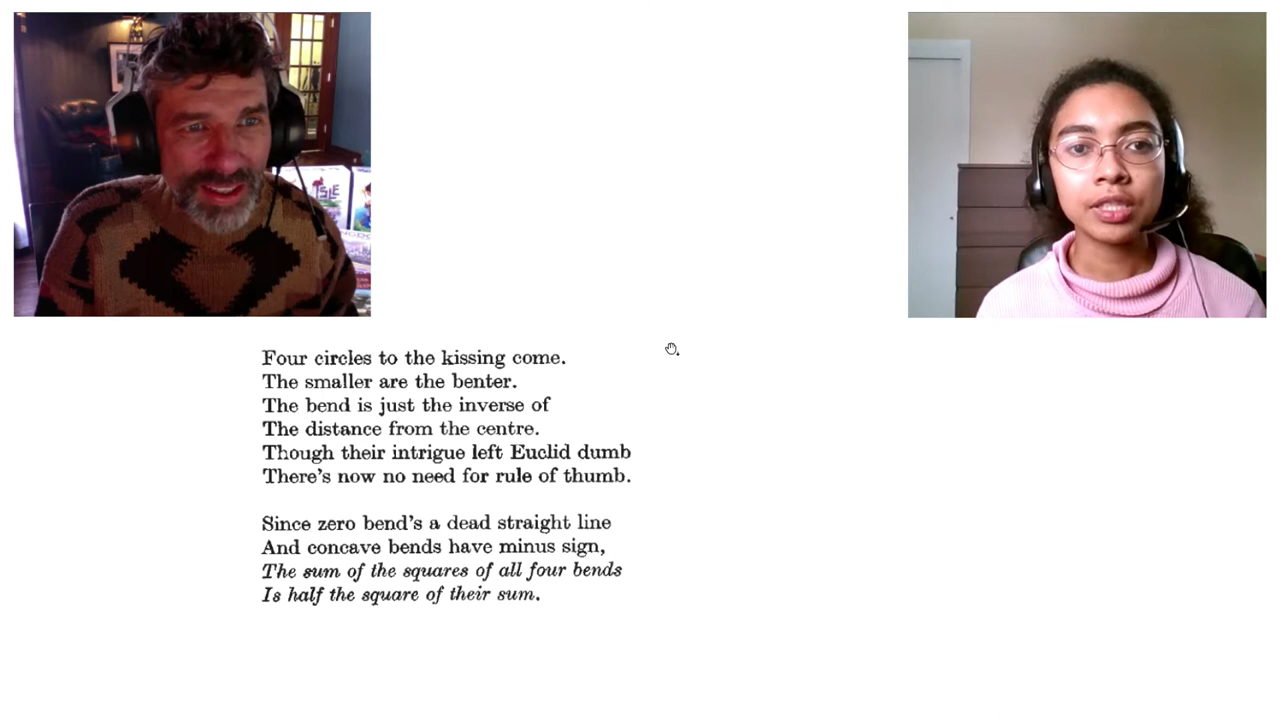 ISLE
Four circles to the kissing come.
The smaller are the benter.
The bend is just the inverse of
The distance from the centre.
Though their intrigue left Euclid dumb
There's now no need for rule of thumb.
Since zero bend's a dead straight line
And concave bends have minus sign,
The sum of the squares of all four bends
Is half the square of their sum.